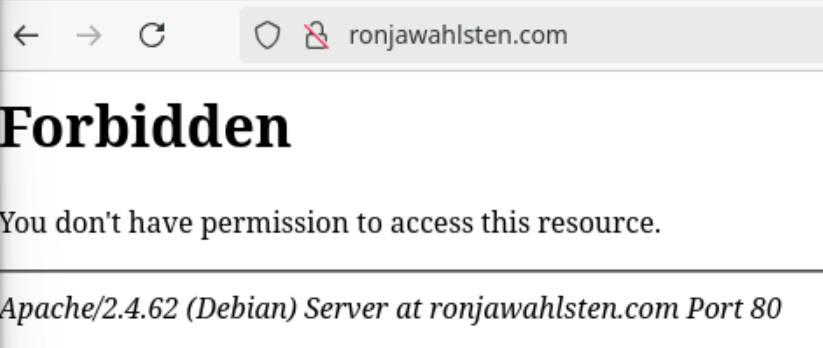 ronjawahlsten.com
Forbidden
You don't have permission to access this resource.
Apache/2.4.62 (Debian) Server at ronjawahlsten.com Port 80